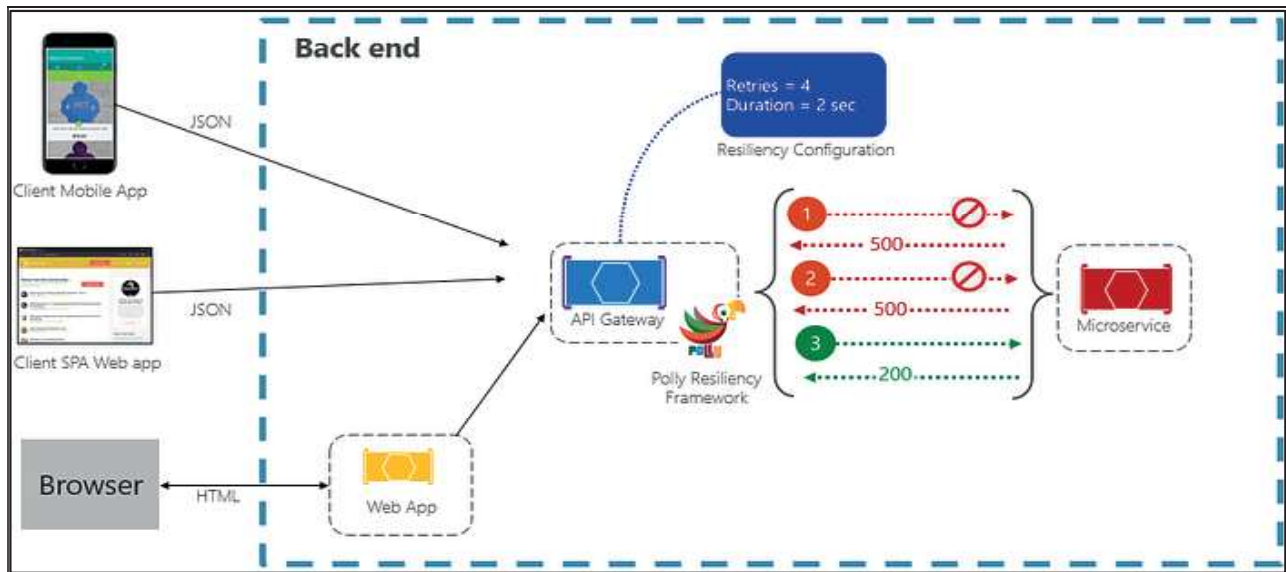 Back end
Retries = 4
Duration = 2 sec
Resiliency Configuration
JSON
Client Mobile App
1
500
2
500
3
200
JSON
Client SPA Web app
API Gateway
POLLY
Polly Resiliency
Framework
Microservice
Browser
HTML
Web App